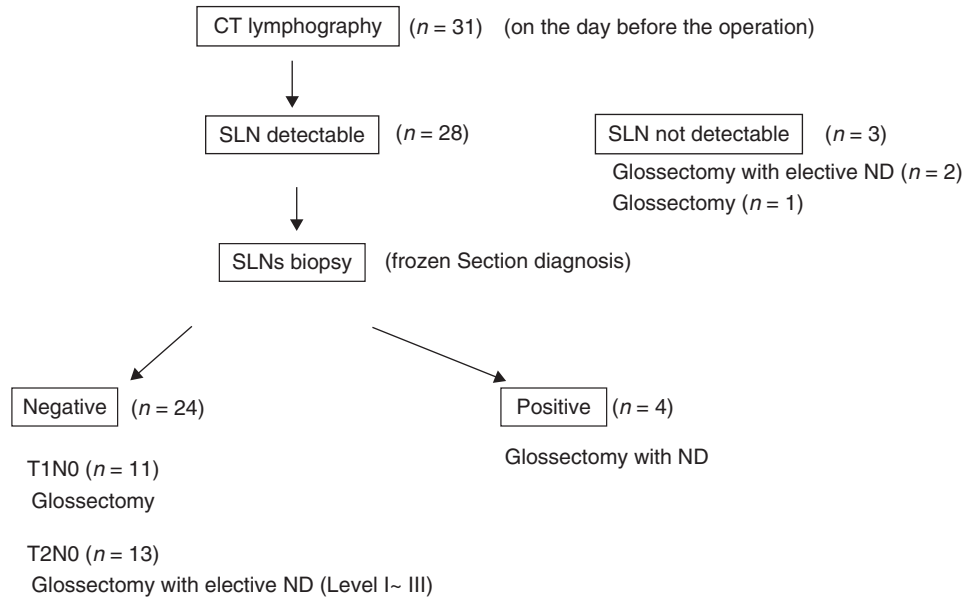 CT lymphography (n = 31) (on the day before the operation)
SLN detectable (n = 28) SLN not detectable (n = 3)
Glossectomy with elective ND (n = 2)
Glossectomy (n = 1)
SLNs biopsy (frozen Section diagnosis)
Negative (n = 24) Positive (n = 4)
T1N0 (n = 11) Glossectomy with ND
Glossectomy
T2N0 (n = 13)
Glossectomy with elective ND (Level I~ III)